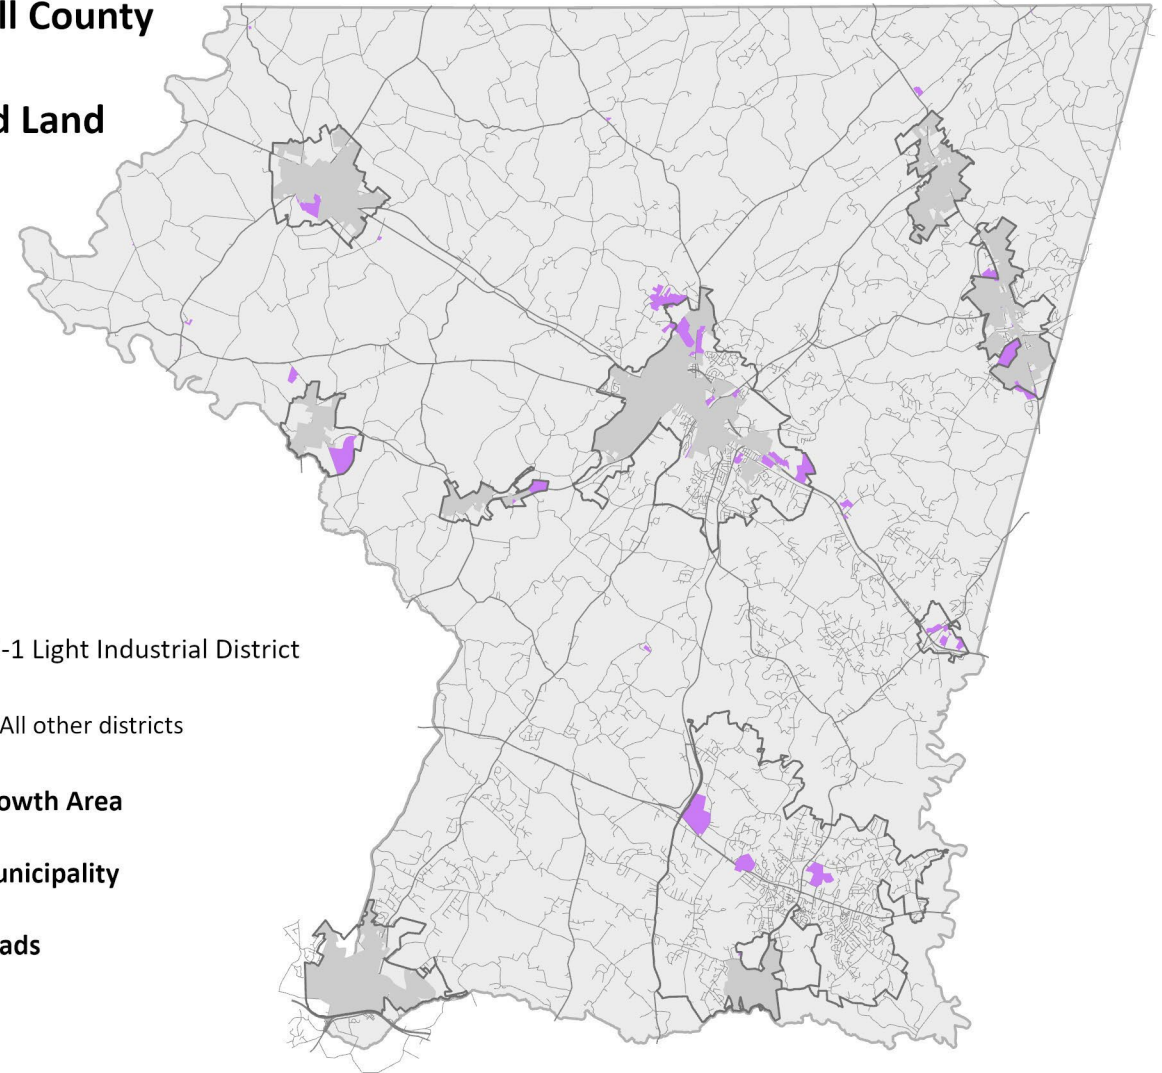 ll County
d Land
-1 Light Industrial District
All other districts
owth Area
unicipality
ads